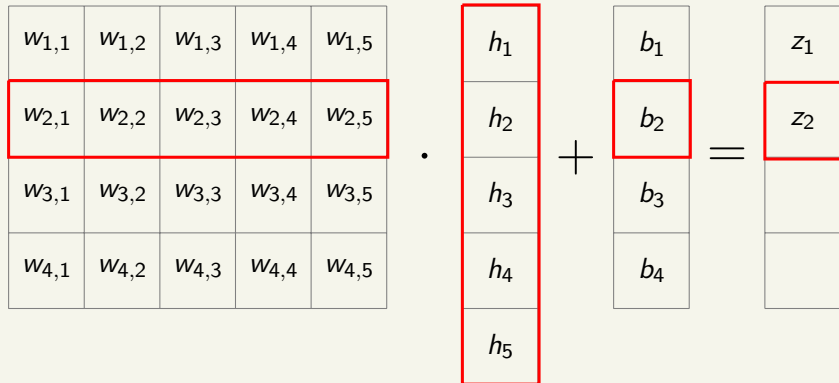 w₁,₁ w₁,₂ w₁,₃ w₁,₄ w₁,₅ h₁ b₁ z₁
w₂,₁ w₂,₂ w₂,₃ w₂,₄ w₂,₅ h₂ b₂ z₂
· + =
w₃,₁ w₃,₂ w₃,₃ w₃,₄ w₃,₅ h₃ b₃
w₄,₁ w₄,₂ w₄,₃ w₄,₄ w₄,₅ h₄ b₄
h₅